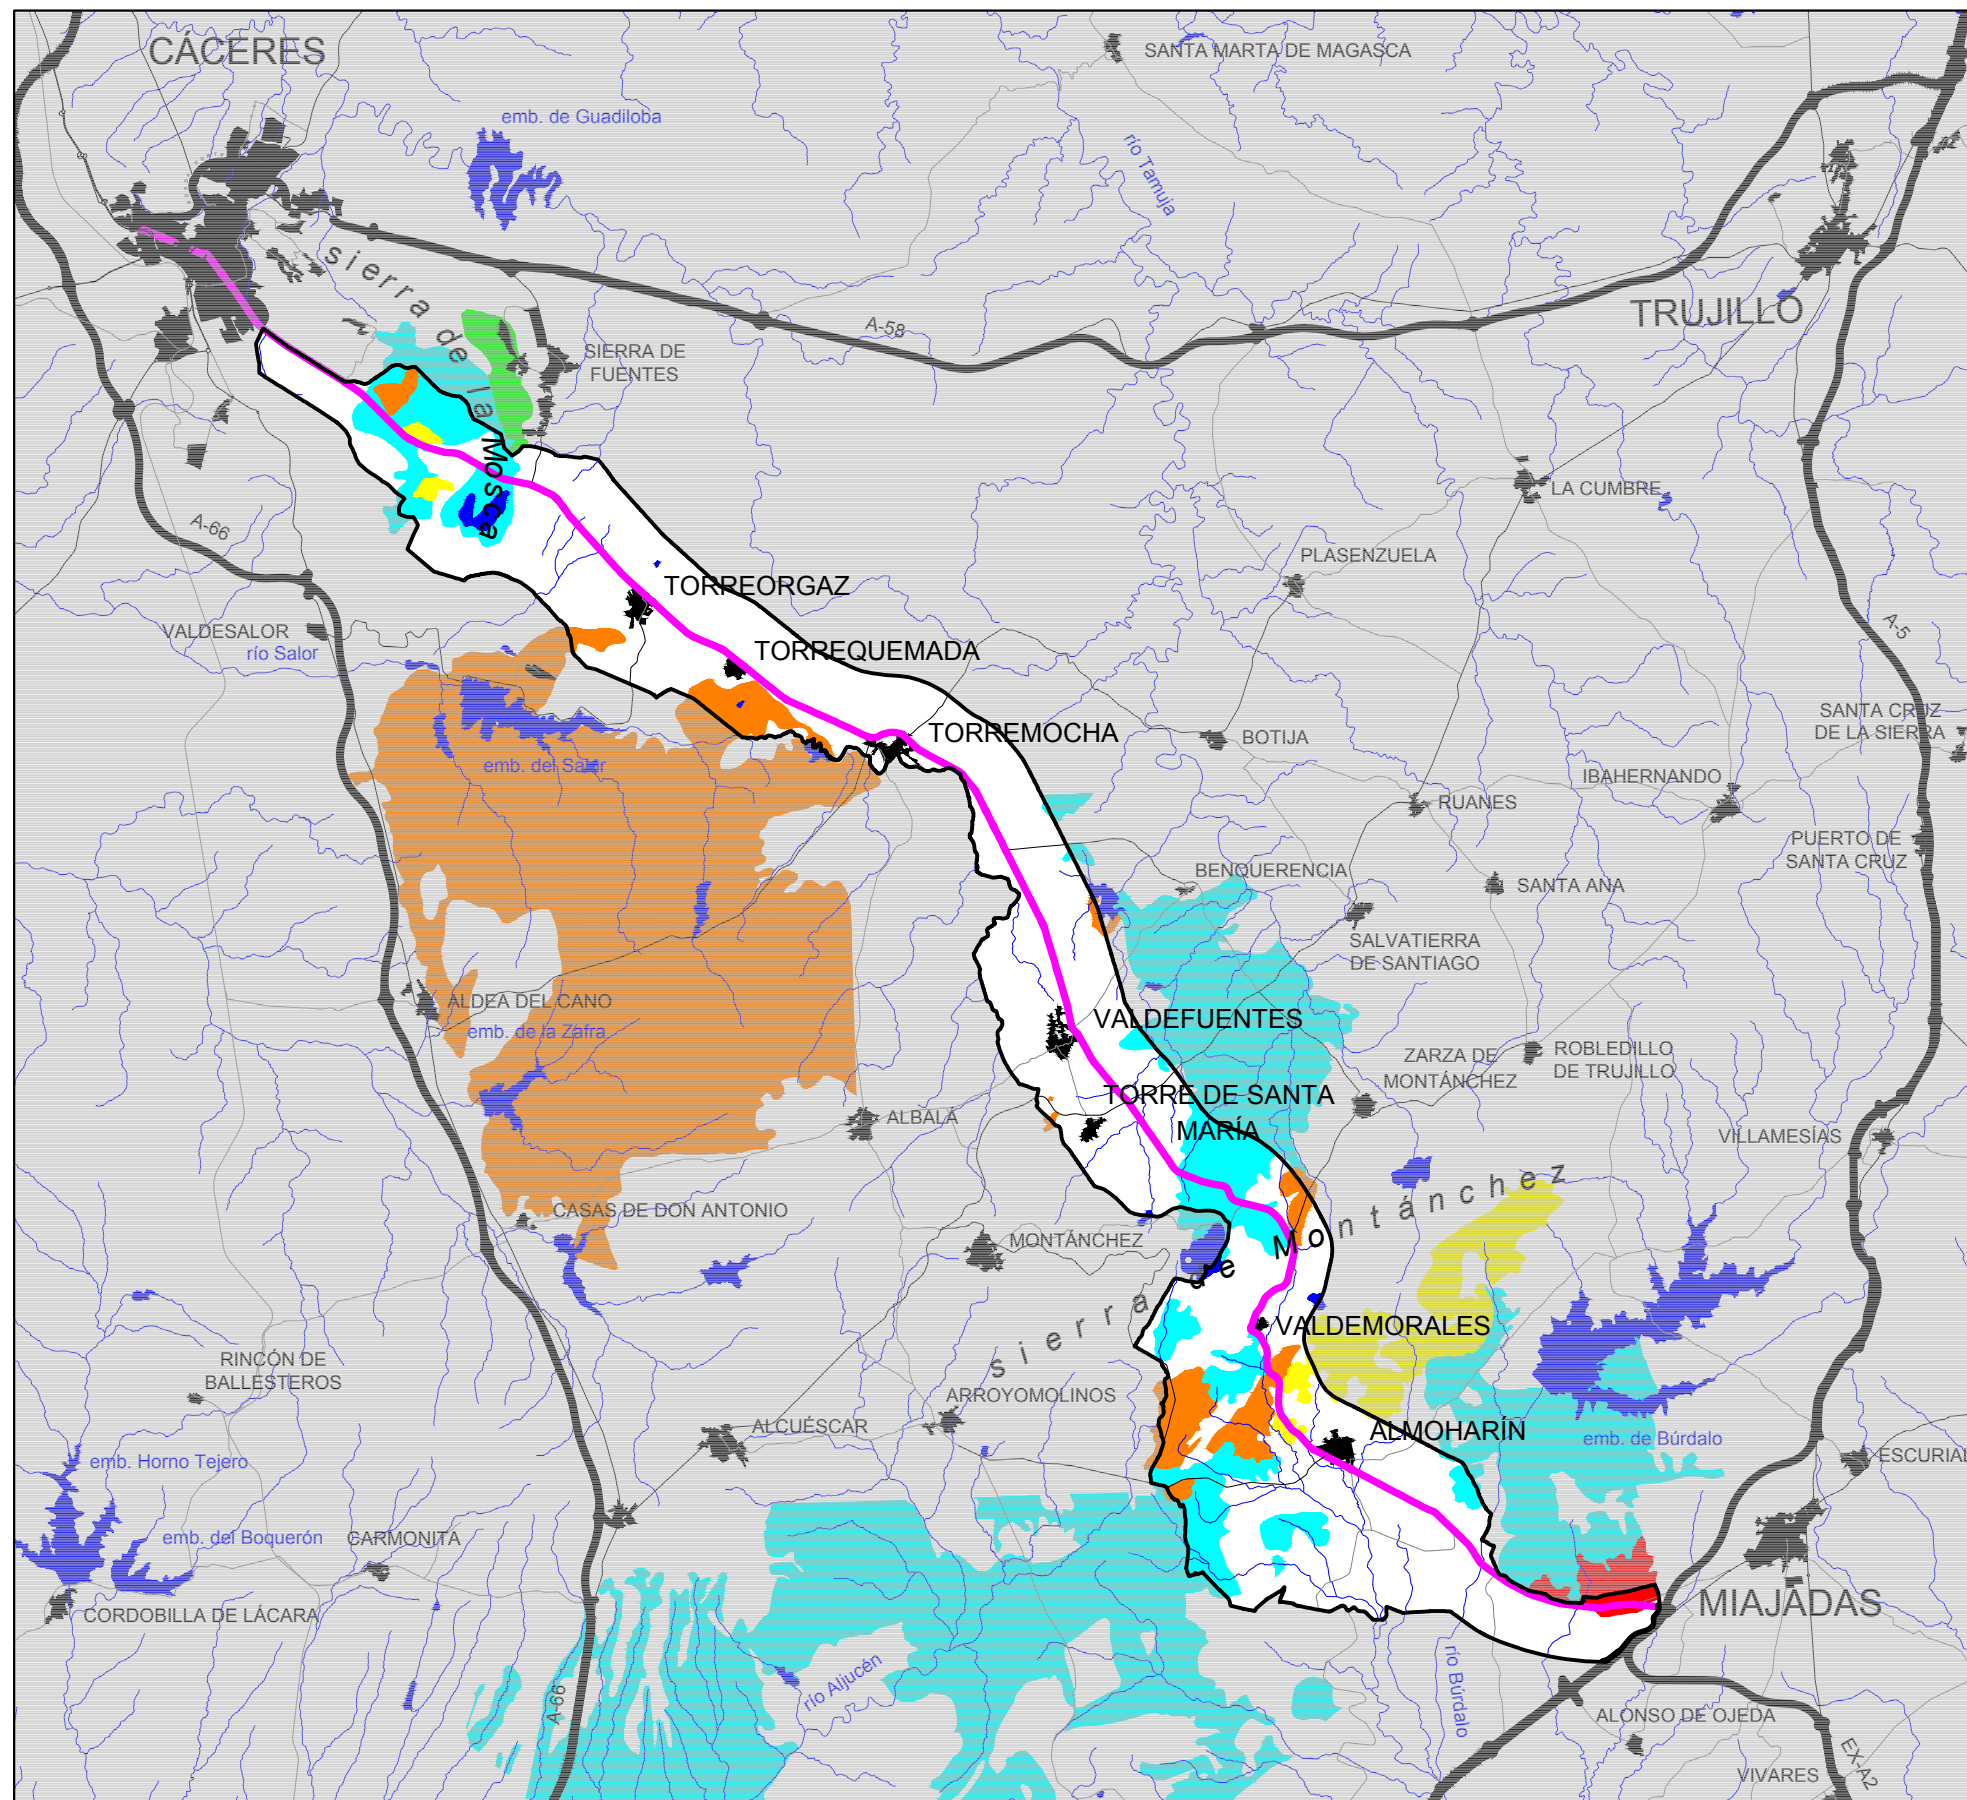 CÁCERES
SANTA MARTA DE MAGASCA
emb. de Guadiloba
río Tamuja
sierra de la Mosca
A-58
TRUJILLO
SIERRA DE
FUENTES
LA CUMBRE
A-66
PLASENZUELA
TORREORGAZ
VALDESALOR
río Salor
A-5
TORREQUEMADA
SANTA CRUZ
DE LA SIERRA
TORREMOCHA
BOTIJA
emb. del Salor
IBAHERNANDO
RUANES
PUERTO DE
SANTA CRUZ
BENQUERENCIA
SANTA ANA
SALVATIERRA
DE SANTIAGO
ALDEA DEL CANO
emb. de la Zafra
VALDEFUENTES
ZARZA DE
MONTÁNCHEZ
ROBLEDILLO
DE TRUJILLO
TORRE DE SANTA
MARÍA
ALBALÁ
VILLAMESÍAS
CASAS DE DON ANTONIO
MONTÁNCHEZ
sierra de Montánchez
VALDEMORALES
RINCÓN DE
BALLESTEROS
ARROYOMOLINOS
ALCUÉSCAR
ALMOHARÍN
emb. de Búrdalo
emb. Horno Tejero
ESCURIAL
emb. del Boquerón
CARMONITA
CORDOBILLA DE LÁCARA
MIAJADAS
río Aljucén
río Búrdalo
A-66
ALONSO DE OJEDA
EX-A2
VIVARES